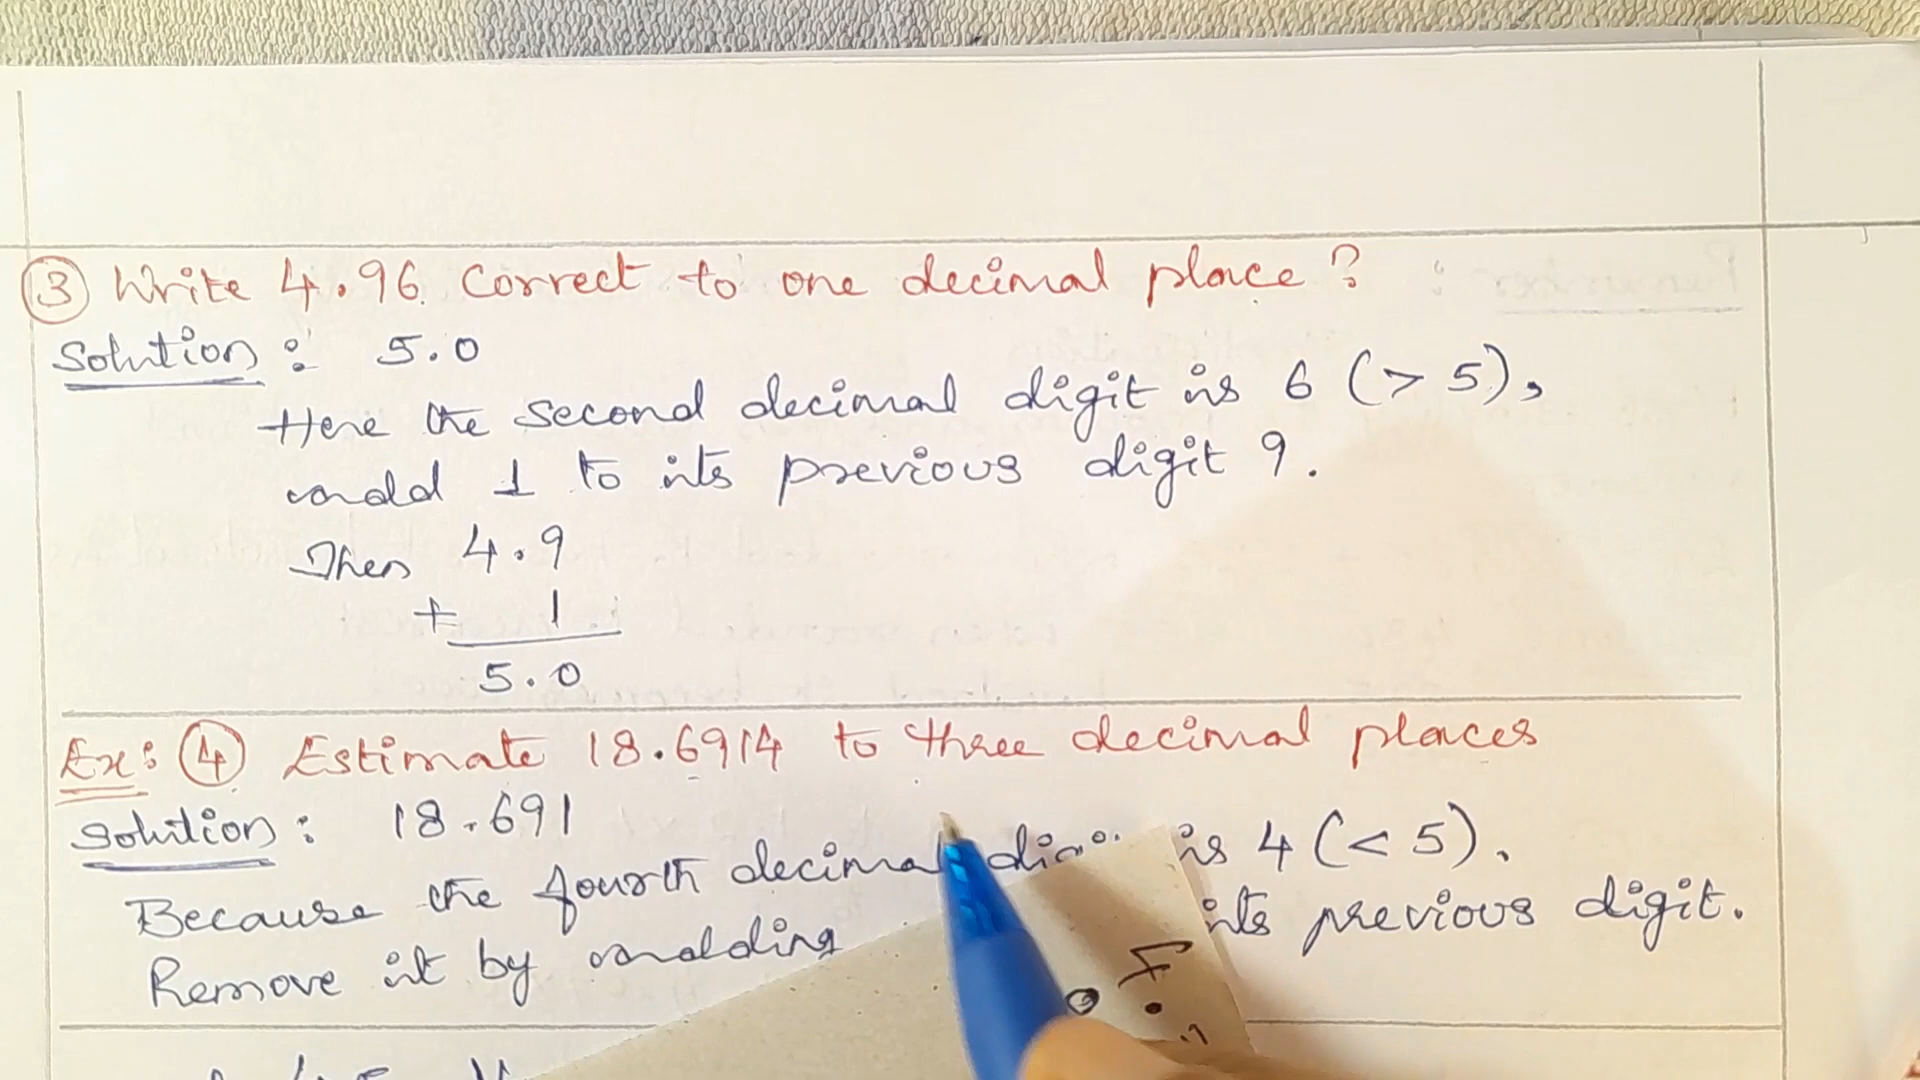 ③ Write 4.96 correct to one decimal place?
Solution: 5.0
Here the second decimal digit is 6 (> 5),
add 1 to its previous digit 9.
Then 4.9
+ 1
5.0
Ex: ④ Estimate 18.6914 to three decimal places
Solution: 18.691
Because the fourth decimal is 4 (< 5).
Remove it by adding its previous digit.